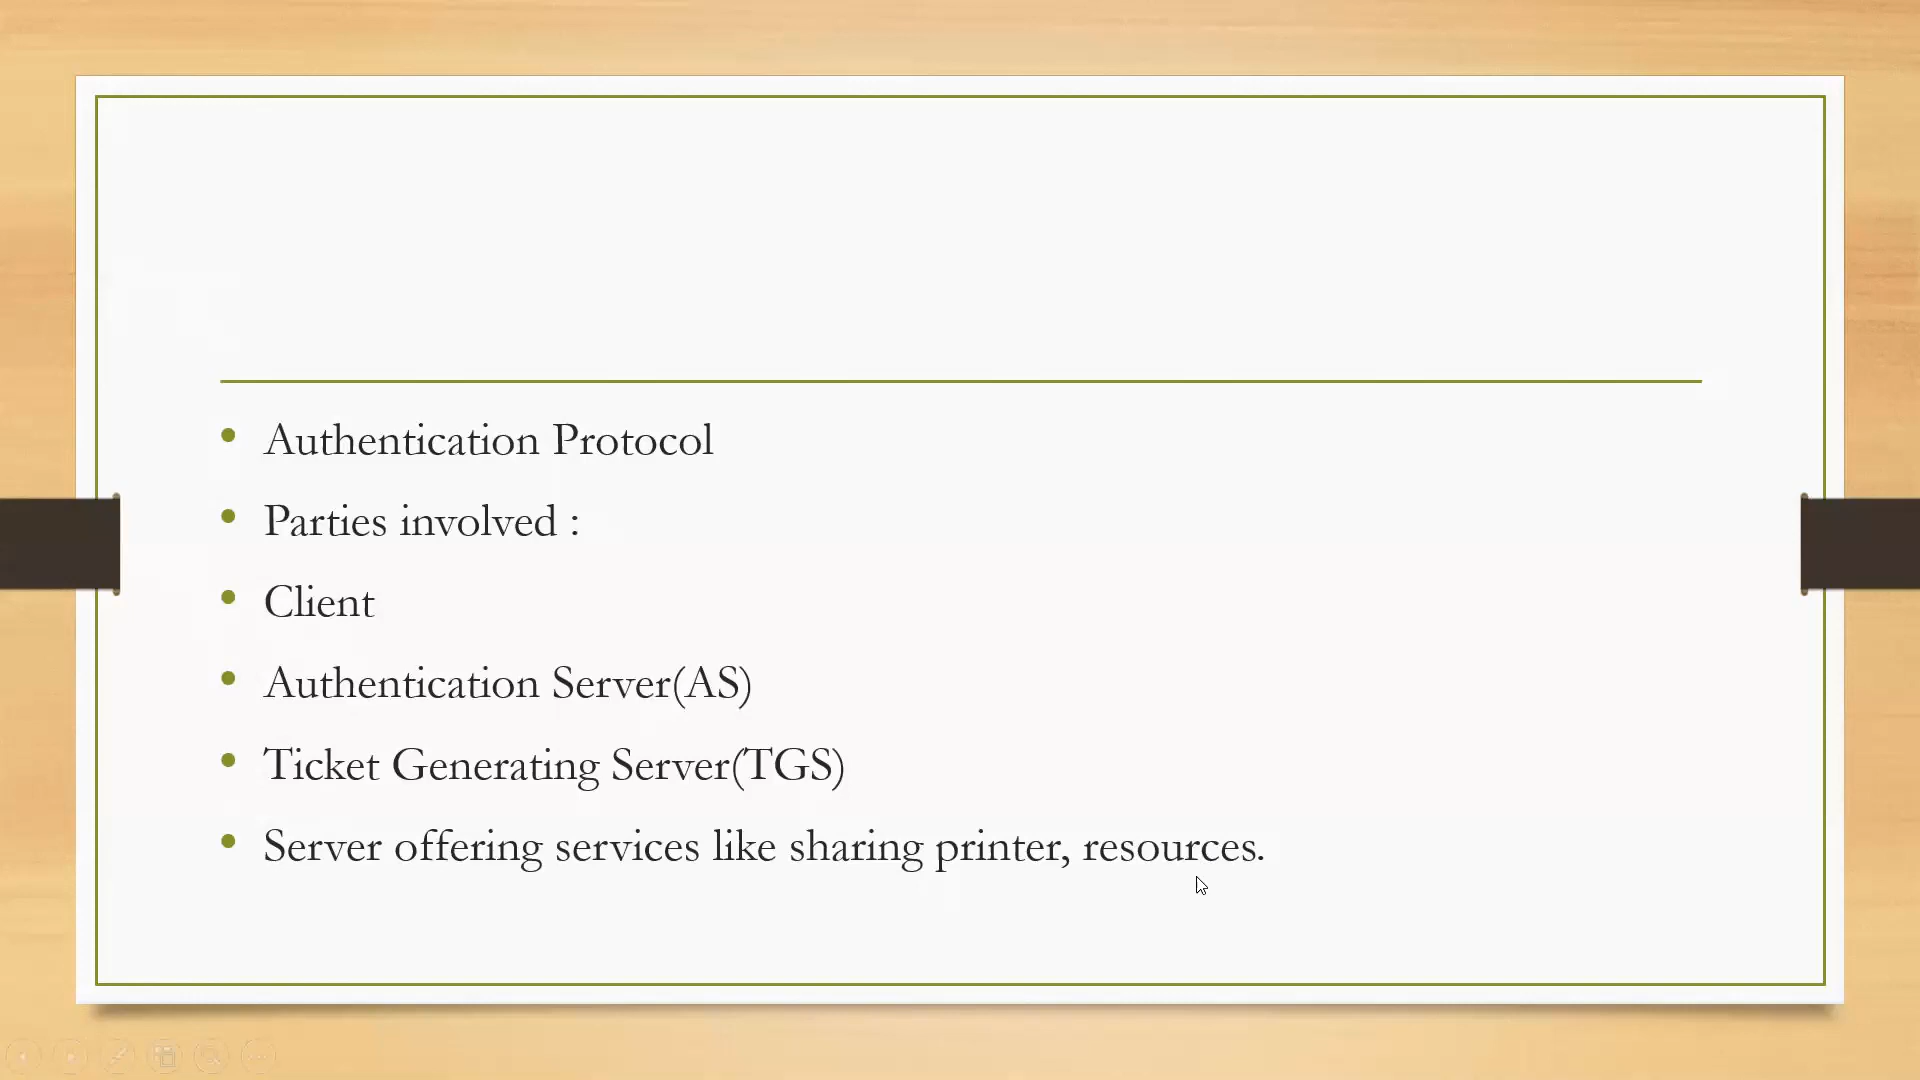 Authentication Protocol
Parties involved :
Client
Authentication Server(AS)
Ticket Generating Server(TGS)
Server offering services like sharing printer, resources.